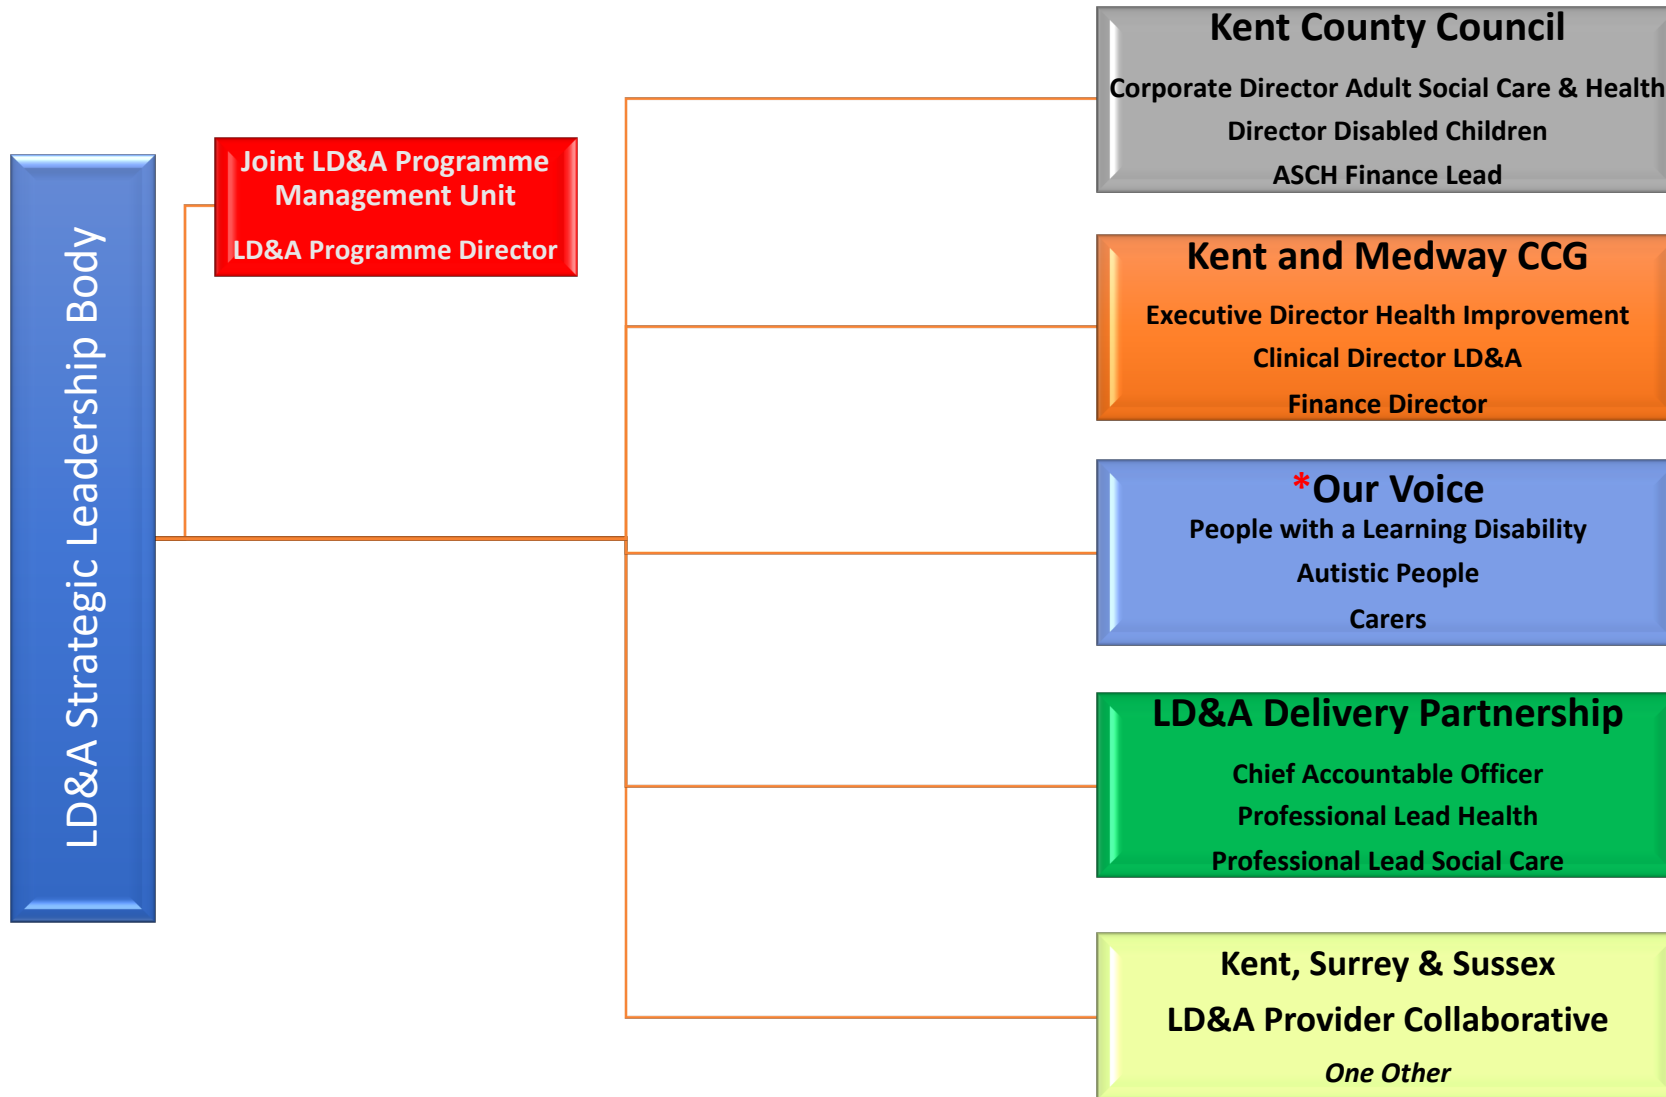 LD&A Strategic Leadership Body
Joint LD&A Programme
Management Unit
LD&A Programme Director
Kent County Council
Corporate Director Adult Social Care & Health
Director Disabled Children
ASCH Finance Lead
Kent and Medway CCG
Executive Director Health Improvement
Clinical Director LD&A
Finance Director
*Our Voice
People with a Learning Disability
Autistic People
Carers
LD&A Delivery Partnership
Chief Accountable Officer
Professional Lead Health
Professional Lead Social Care
Kent, Surrey & Sussex
LD&A Provider Collaborative
One Other